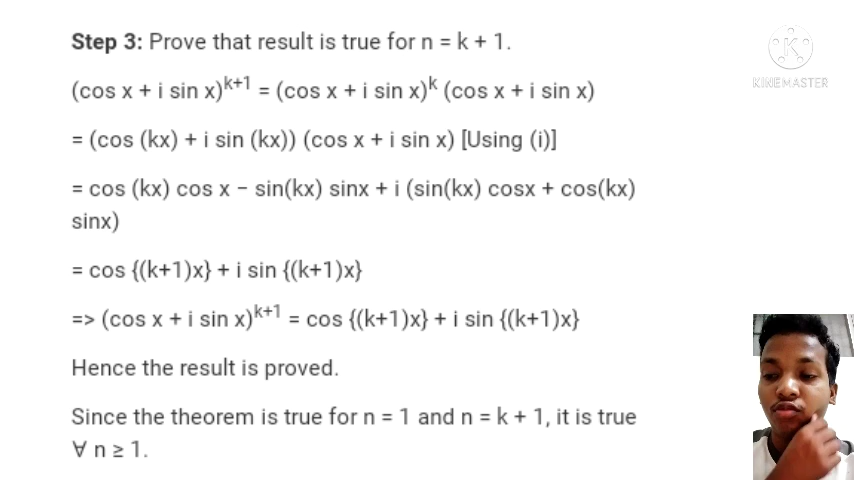 Step 3: Prove that result is true for n = k + 1.
K
KINEMASTER
(cos x + i sin x)^k+1 = (cos x + i sin x)^k (cos x + i sin x)
= (cos (kx) + i sin (kx)) (cos x + i sin x) [Using (i)]
= cos (kx) cos x − sin(kx) sinx + i (sin(kx) cosx + cos(kx)
sinx)
= cos {(k+1)x} + i sin {(k+1)x}
=> (cos x + i sin x)^k+1 = cos {(k+1)x} + i sin {(k+1)x}
Hence the result is proved.
Since the theorem is true for n = 1 and n = k + 1, it is true
∀ n ≥ 1.